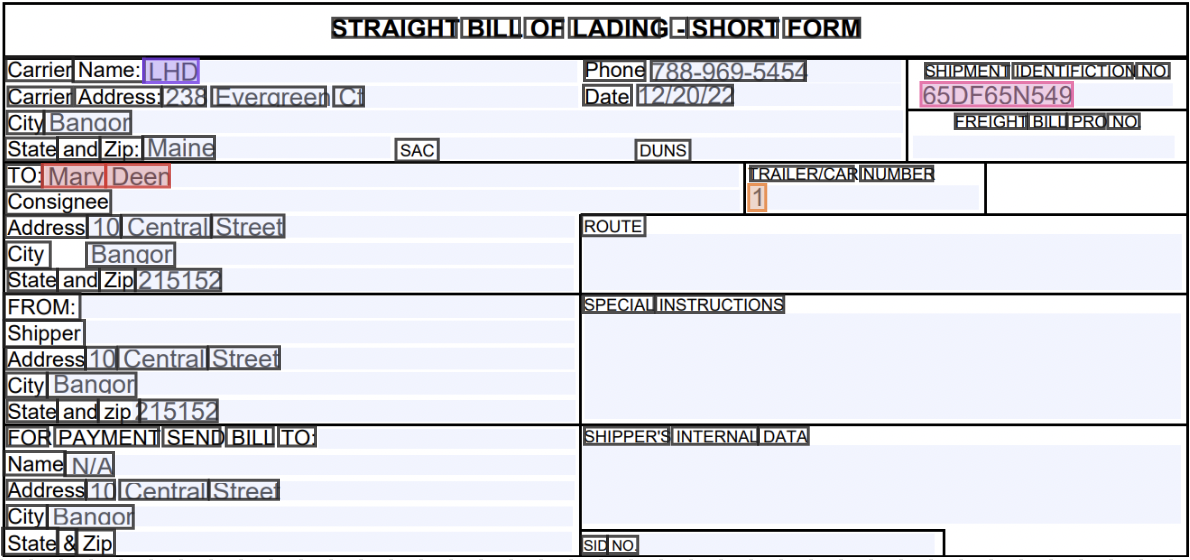 STRAIGHT BILL OF LADING - SHORT FORM
Carrier Name: LHD
Phone 788-969-5454
SHIPMENT IDENTIFICTION NO.
Carrier Address: 238 Evergreen Ct
Date 12/20/22
65DF65N549
City Bangor
FREIGHT BILL PRO NO.
State and Zip: Maine
SAC
DUNS
TO: Mary Deen
TRAILER/CAR NUMBER
Consignee
1
Address 10 Central Street
ROUTE
City Bangor
State and Zip 215152
FROM:
SPECIAL INSTRUCTIONS
Shipper
Address 10 Central Street
City Bangor
State and zip 215152
FOR PAYMENT SEND BILL TO:
SHIPPER'S INTERNAL DATA
Name N/A
Address 10 Central Street
City Bangor
State & Zip
SID NO.